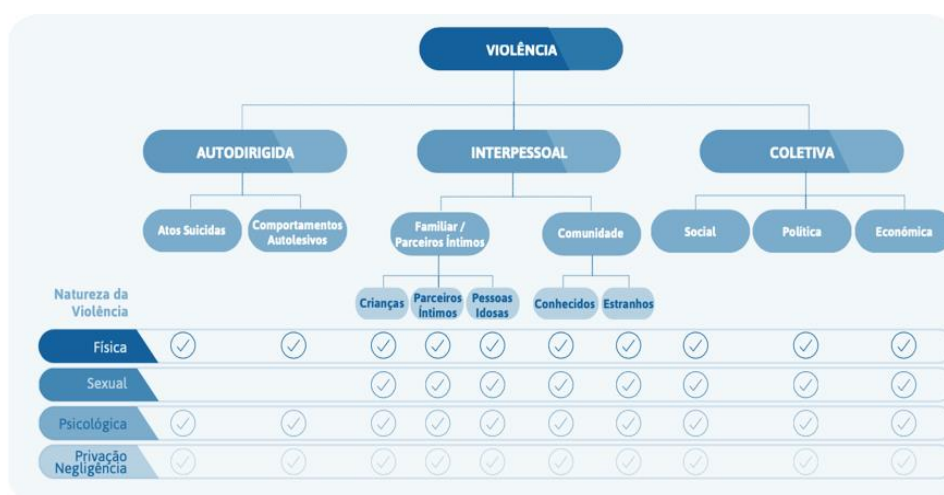 VIOLÊNCIA
AUTODIRIGIDA
INTERPESSOAL
COLETIVA
Atos Suicidas
Comportamentos
Autolesivos
Familiar /
Parceiros Íntimos
Comunidade
Social
Política
Económica
Crianças
Parceiros
Íntimos
Pessoas
Idosas
Conhecidos
Estranhos
Natureza da
Violência
Física
Sexual
Psicológica
Privação
Negligência